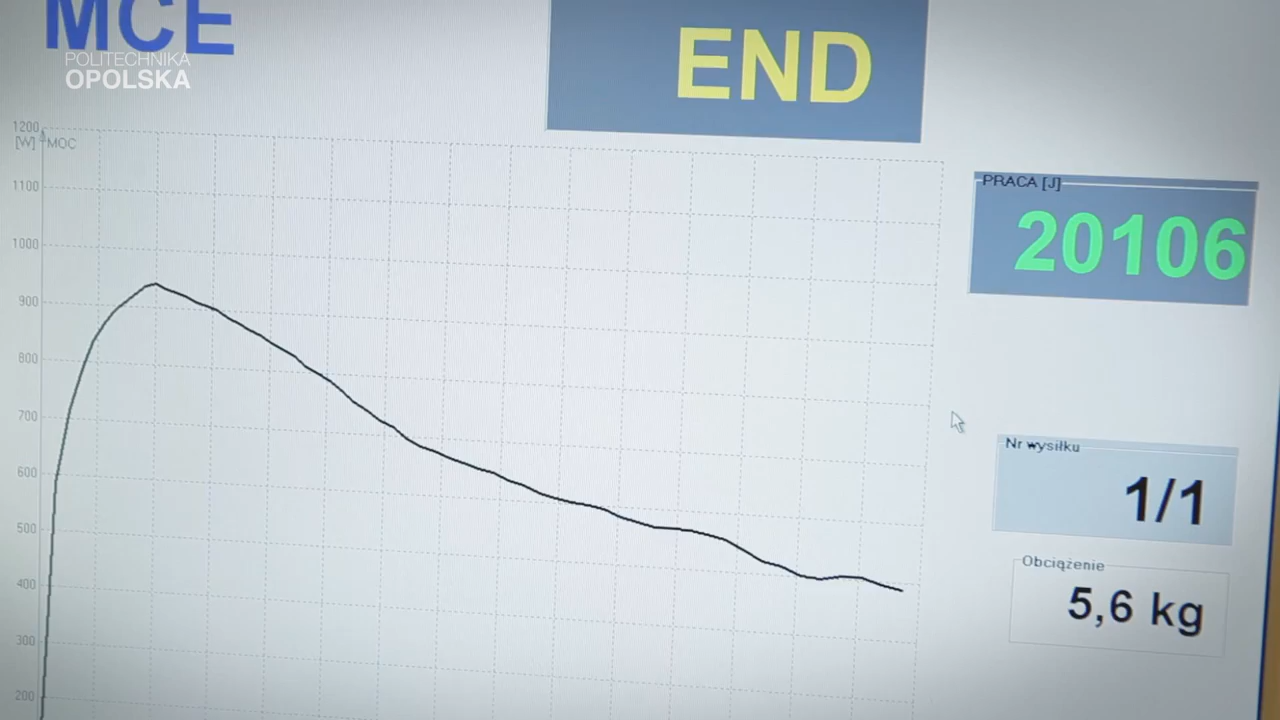 MCE
POLITECHNIKA
OPOLSKA
END
1200
[W] MOC
1100
1000
900
800
700
600
500
400
300
200
PRACA [J]
20106
Nr wysiłku
1/1
Obciążenie
5,6 kg